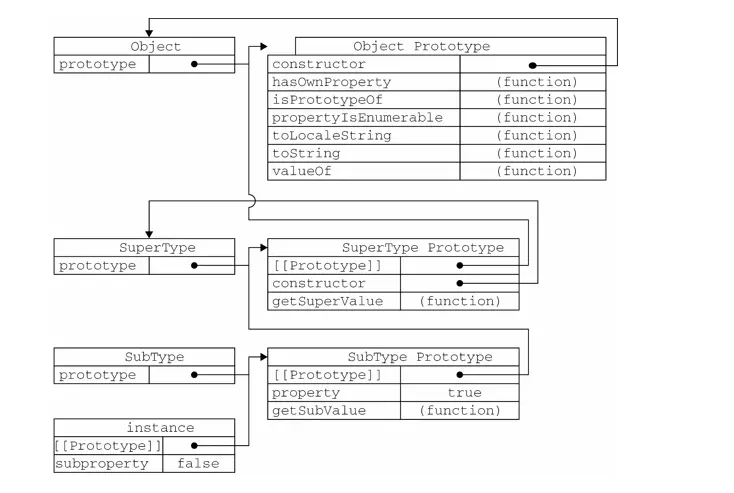 Object
prototype
Object Prototype
constructor
hasOwnProperty (function)
isPrototypeOf (function)
propertyIsEnumerable (function)
toLocaleString (function)
toString (function)
valueOf (function)
SuperType
prototype
SuperType Prototype
[[Prototype]]
constructor
getSuperValue (function)
SubType
prototype
SubType Prototype
[[Prototype]]
property true
getSubValue (function)
instance
[[Prototype]]
subproperty false